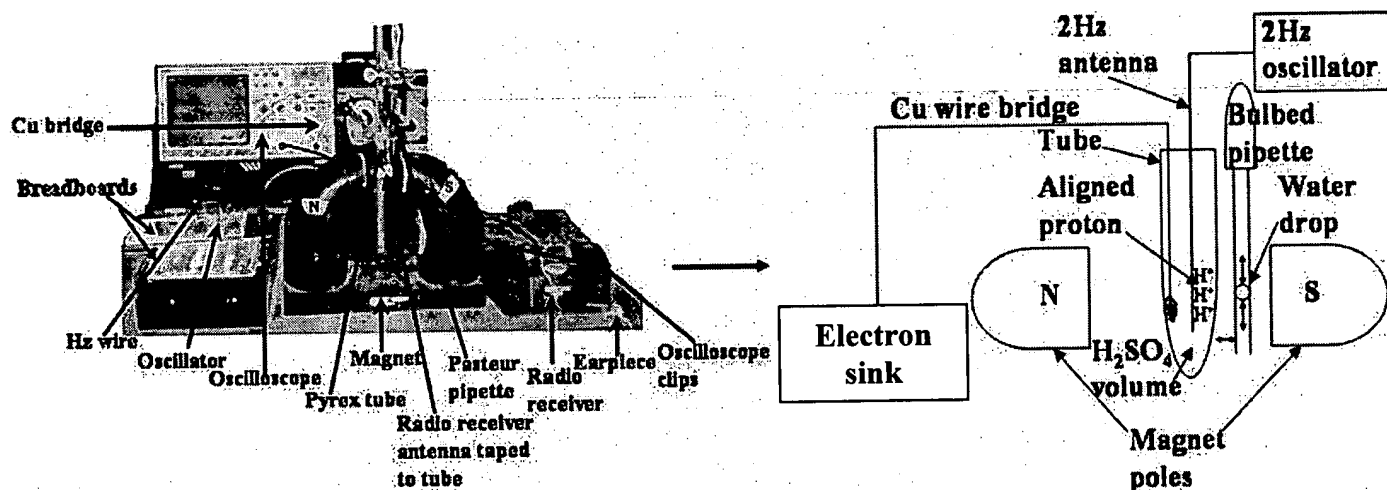 Cu bridge
Breadboards
N
S
Hz wire
Oscillator
Oscilloscope
Pyrox tube
Magnet
Radio receiver
antenna taped
to tube
Pasteur
pipette
Radio
receiver
Earpiece
Oscilloscope
clips
2Hz
antenna
2Hz
oscillator
Cu wire bridge
Tube
Bulbed
pipette
Aligned
proton
Water
drop
H⁺
H⁺
H⁺
N
S
Electron
sink
H₂SO₄
volume
Magnet
poles